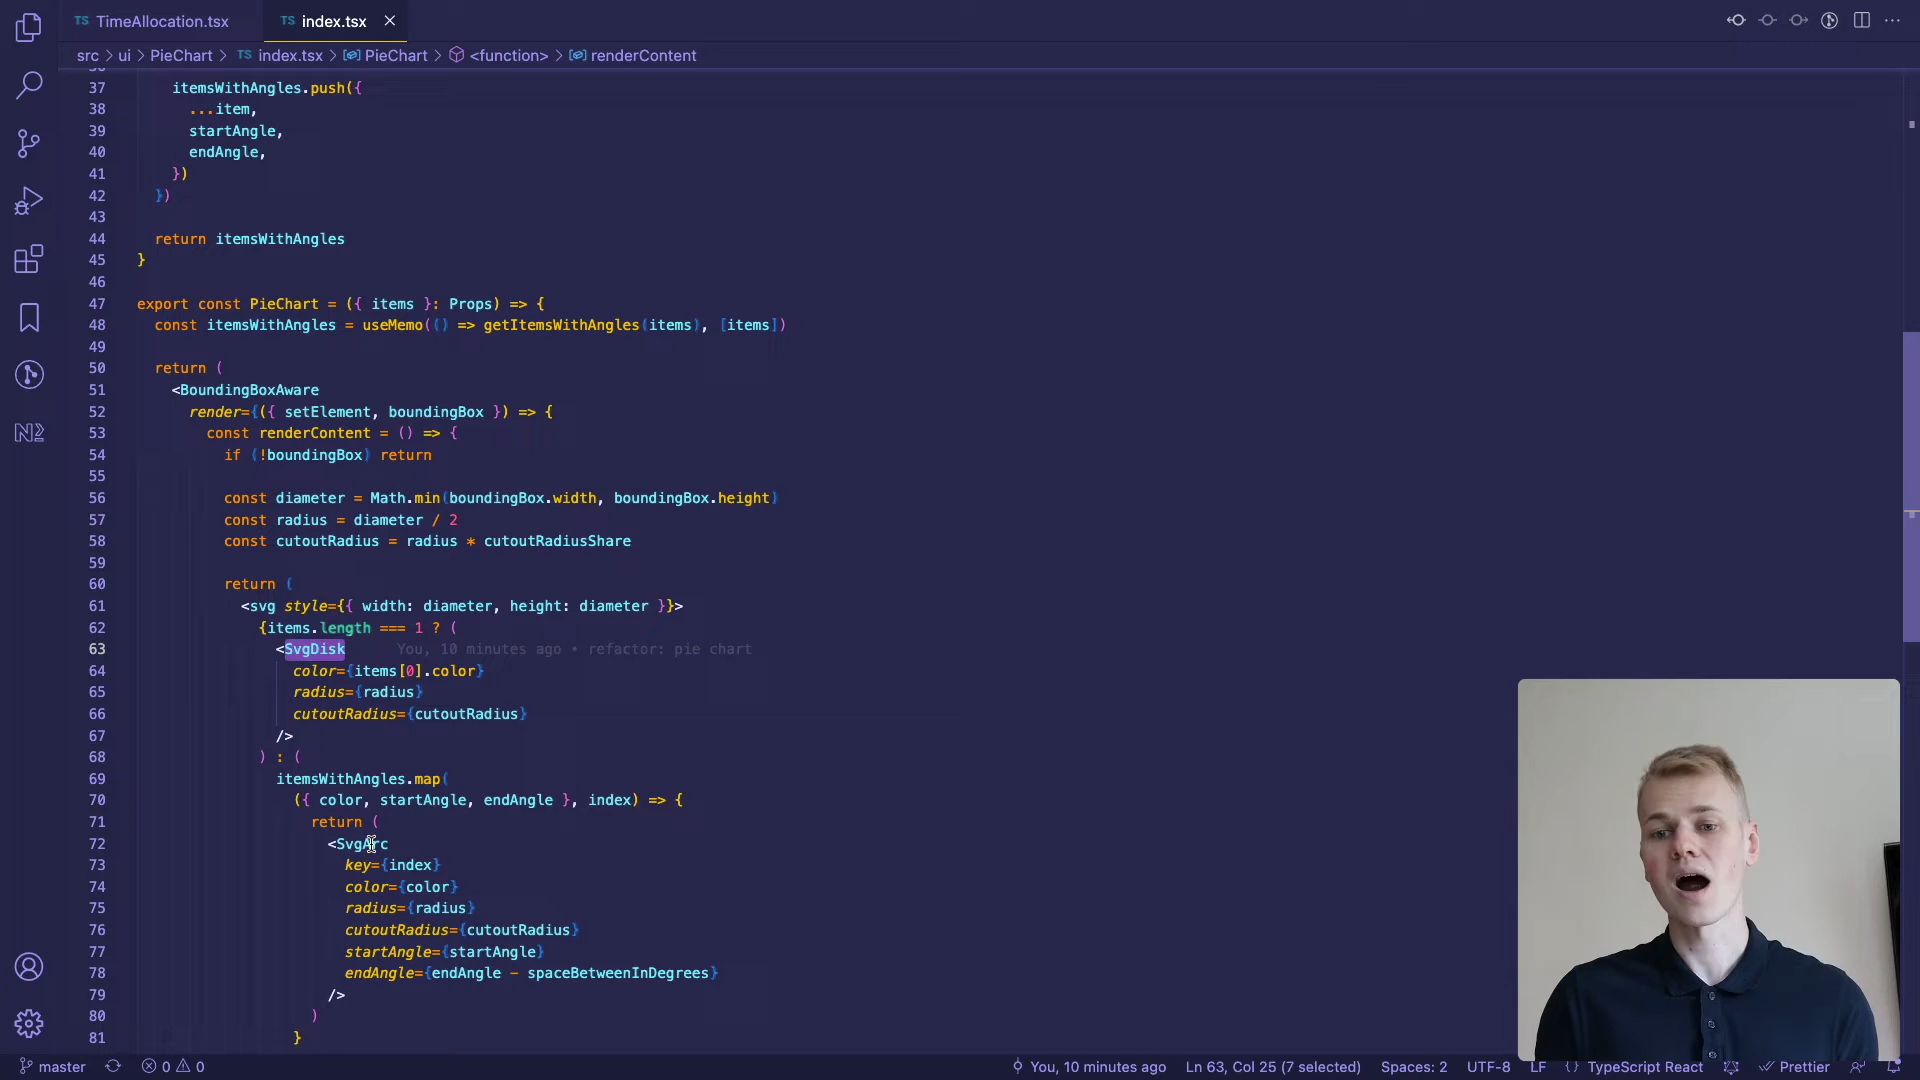 TS TimeAllocation.tsx
TS index.tsx
src > ui > PieChart > TS index.tsx > PieChart > <function> > renderContent
37 itemsWithAngles.push({
38 ...item,
39 startAngle,
40 endAngle,
41 })
42 })
43
44 return itemsWithAngles
45 }
46
47 export const PieChart = ({ items }: Props) => {
48 const itemsWithAngles = useMemo(() => getItemsWithAngles(items), [items])
49
50 return (
51 <BoundingBoxAware
52 render={({ setElement, boundingBox }) => {
53 const renderContent = () => {
54 if (!boundingBox) return
55
56 const diameter = Math.min(boundingBox.width, boundingBox.height)
57 const radius = diameter / 2
58 const cutoutRadius = radius * cutoutRadiusShare
59
60 return (
61 <svg style={{ width: diameter, height: diameter }}>
62 {items.length === 1 ? (
63 <SvgDisk You, 10 minutes ago • refactor: pie chart
64 color={items[0].color}
65 radius={radius}
66 cutoutRadius={cutoutRadius}
67 />
68 ) : (
69 itemsWithAngles.map(
70 ({ color, startAngle, endAngle }, index) => {
71 return (
72 <SvgArc
73 key={index}
74 color={color}
75 radius={radius}
76 cutoutRadius={cutoutRadius}
77 startAngle={startAngle}
78 endAngle={endAngle - spaceBetweenInDegrees}
79 />
80 )
81 }
master 0 0 You, 10 minutes ago Ln 63, Col 25 (7 selected) Spaces: 2 UTF-8 LF {} TypeScript React Prettier